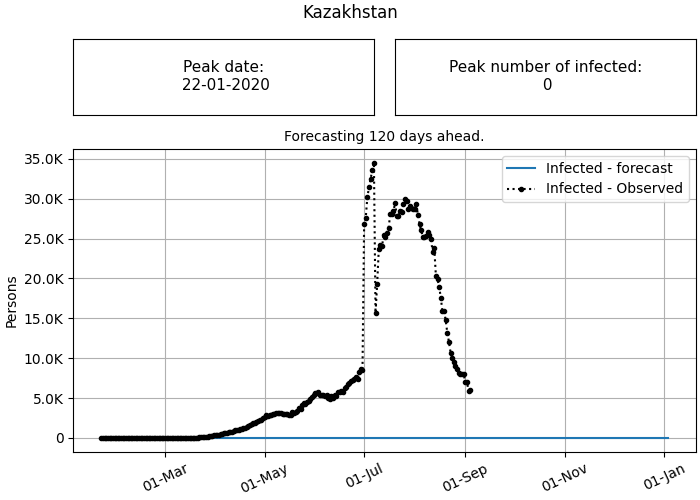 Kazakhstan
Peak date:
22-01-2020
Peak number of infected:
0
Forecasting 120 days ahead.
Infected - forecast
Infected - Observed
Persons
35.0K
30.0K
25.0K
20.0K
15.0K
10.0K
5.0K
0
01-Mar
01-May
01-Jul
01-Sep
01-Nov
01-Jan